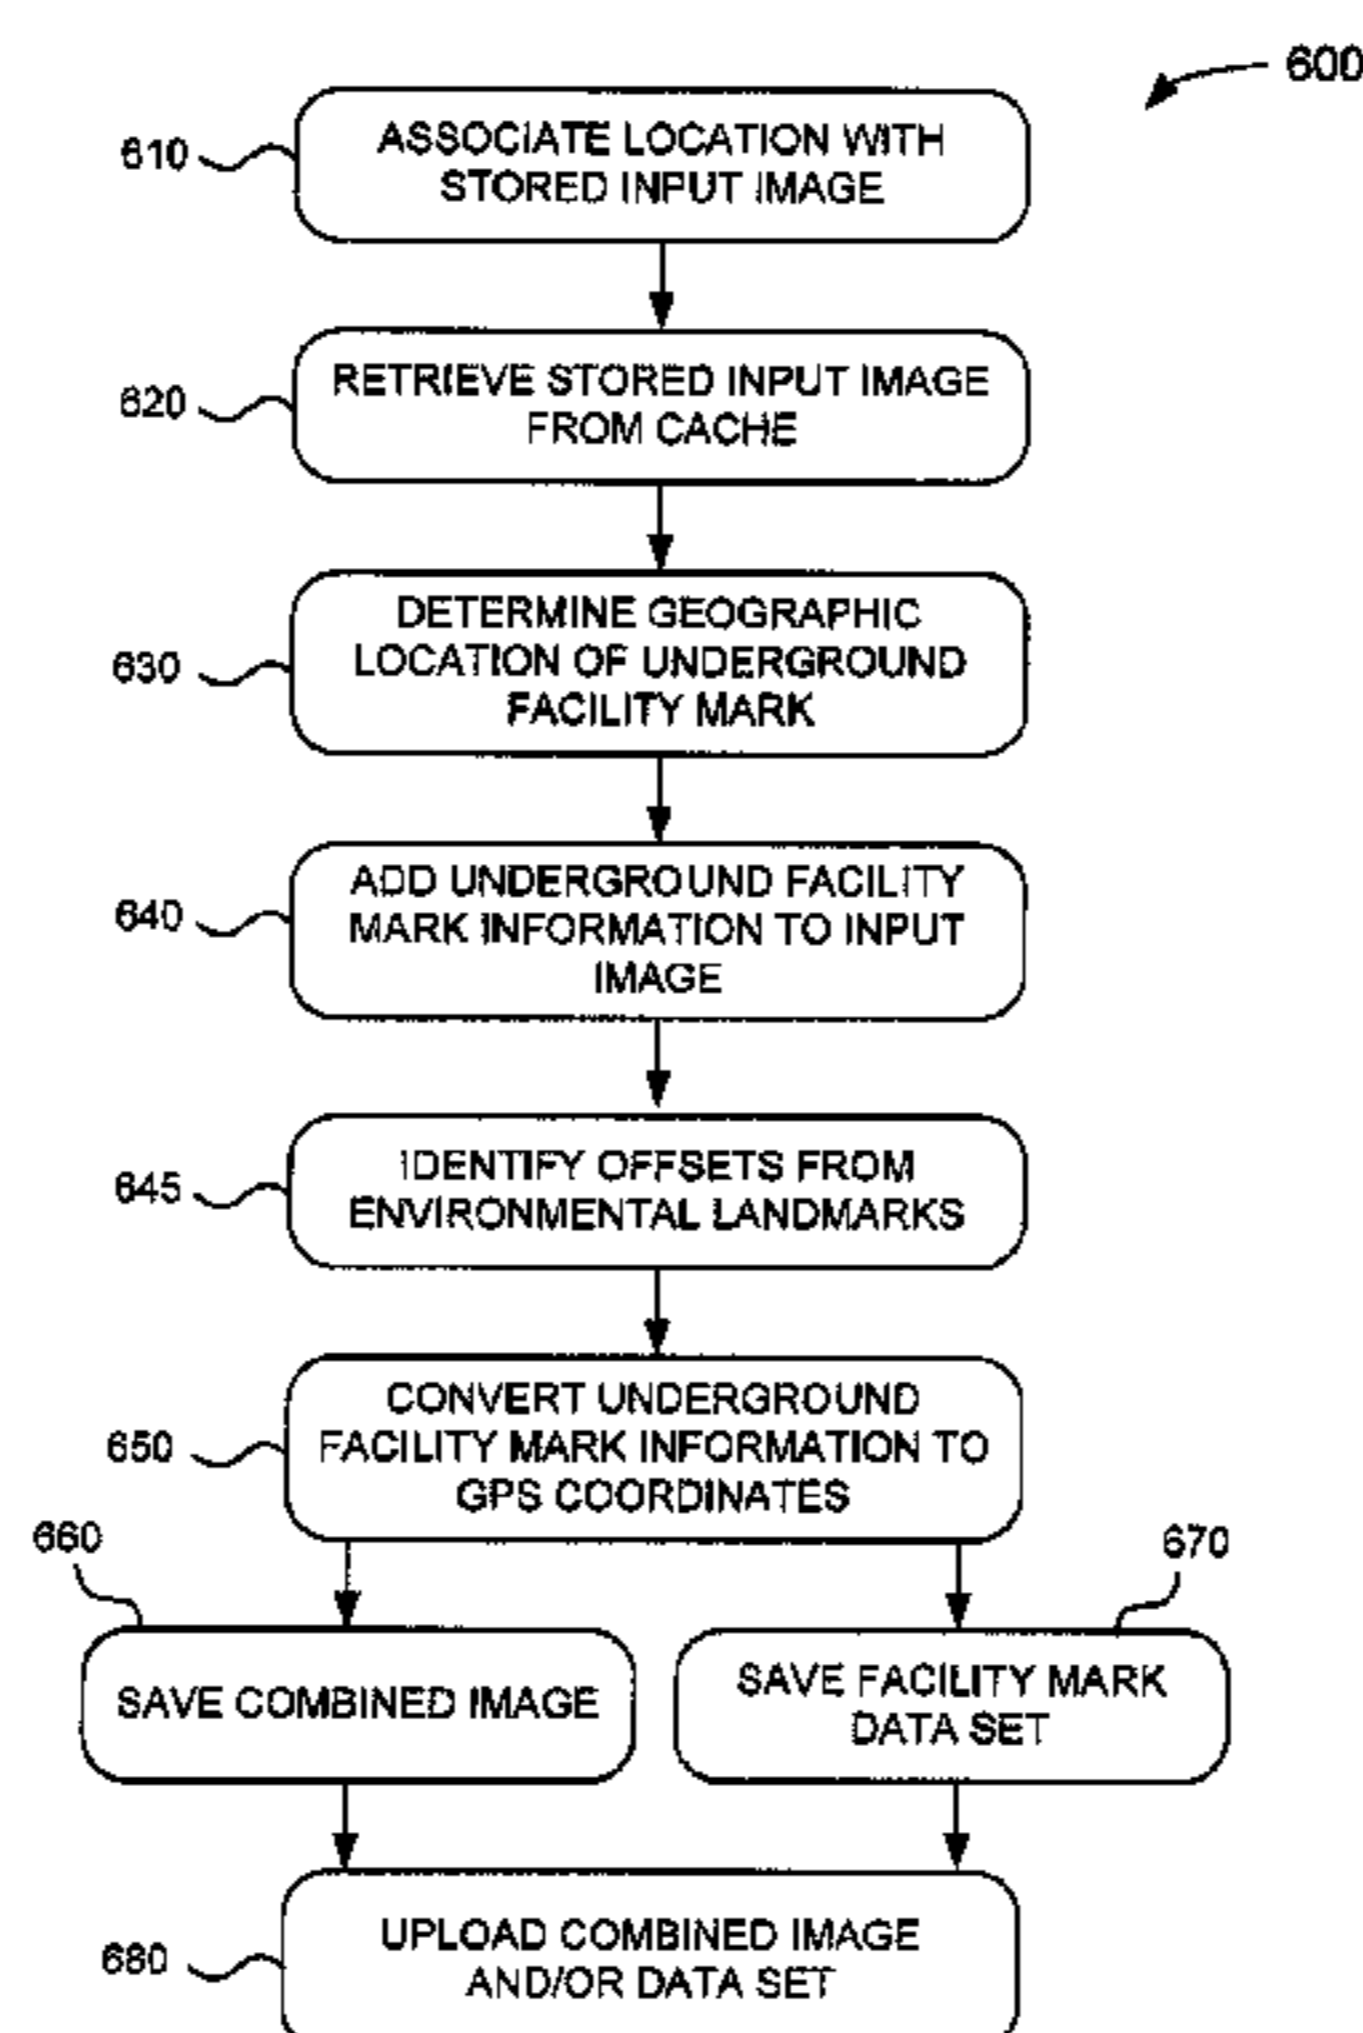 600
610
ASSOCIATE LOCATION WITH
STORED INPUT IMAGE
620
RETRIEVE STORED INPUT IMAGE
FROM CACHE
630
DETERMINE GEOGRAPHIC
LOCATION OF UNDERGROUND
FACILITY MARK
640
ADD UNDERGROUND FACILITY
MARK INFORMATION TO INPUT
IMAGE
645
IDENTIFY OFFSETS FROM
ENVIRONMENTAL LANDMARKS
650
CONVERT UNDERGROUND
FACILITY MARK INFORMATION TO
GPS COORDINATES
660
670
SAVE COMBINED IMAGE
SAVE FACILITY MARK
DATA SET
680
UPLOAD COMBINED IMAGE
AND/OR DATA SET